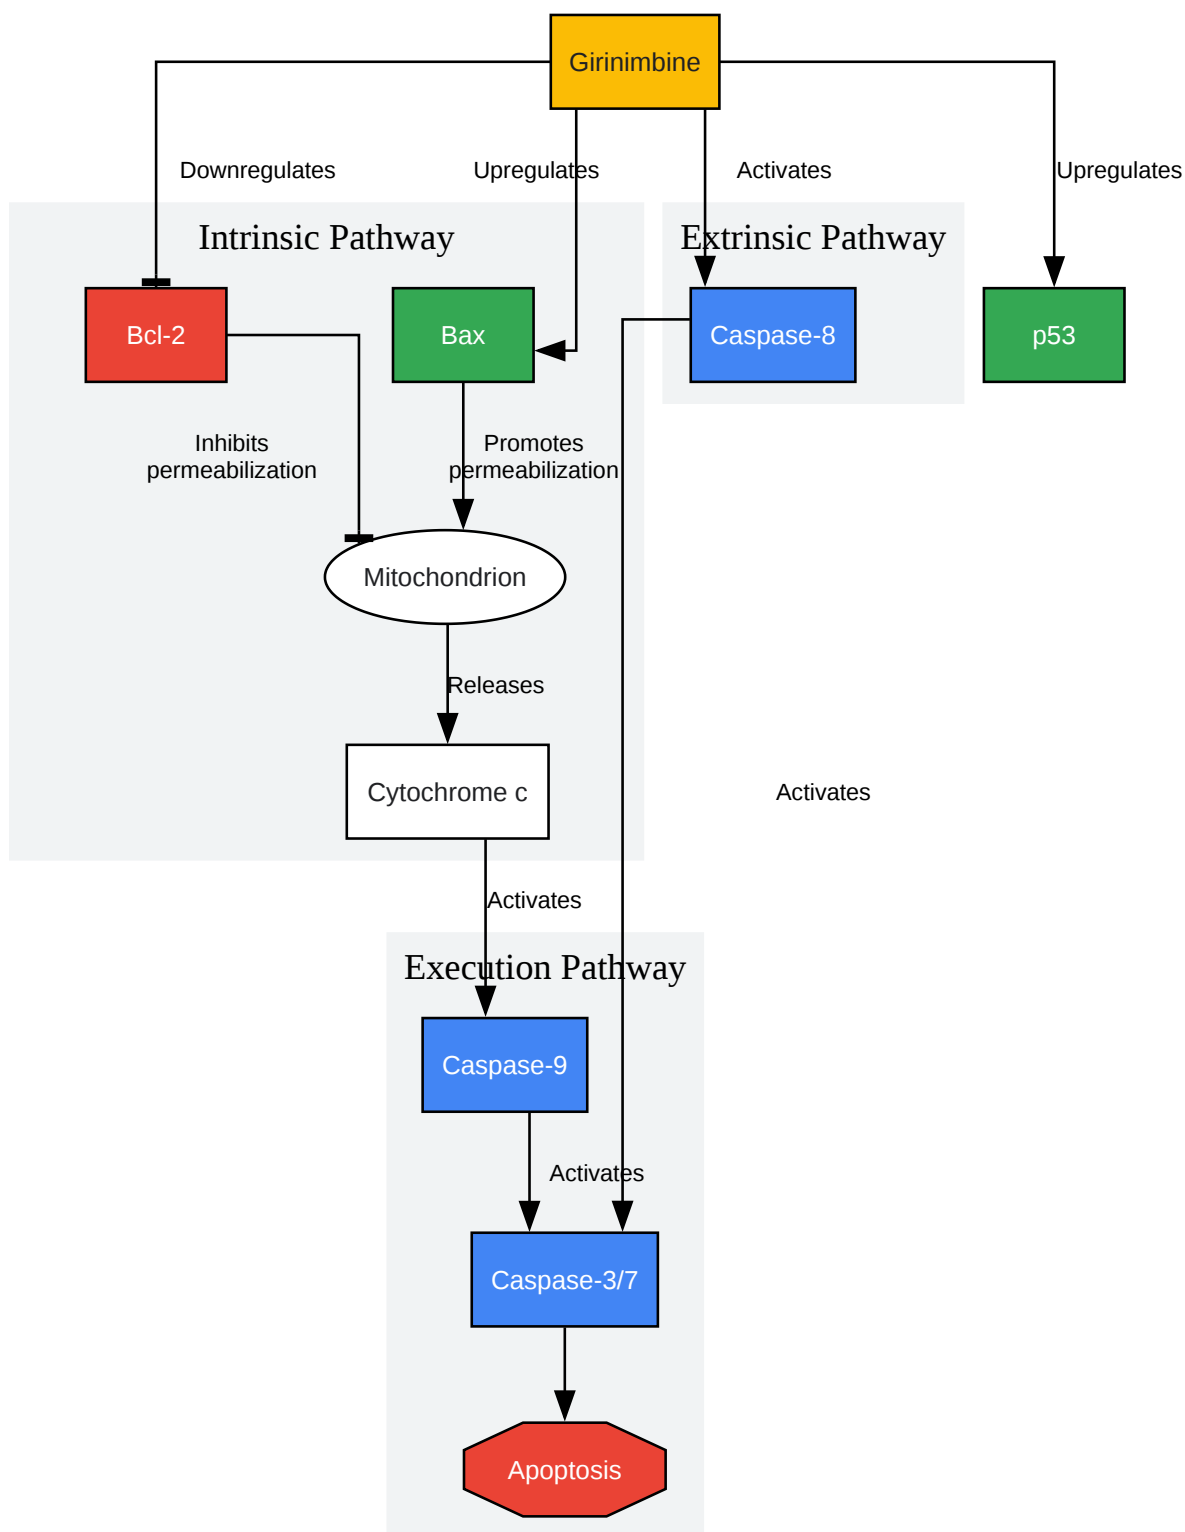 Girinimbine
Downregulates
Upregulates
Activates
Upregulates
Intrinsic Pathway
Extrinsic Pathway
Bcl-2
Bax
Caspase-8
p53
Inhibits
permeabilization
Promotes
permeabilization
Mitochondrion
Releases
Cytochrome c
Activates
Activates
Execution Pathway
Caspase-9
Activates
Caspase-3/7
Apoptosis